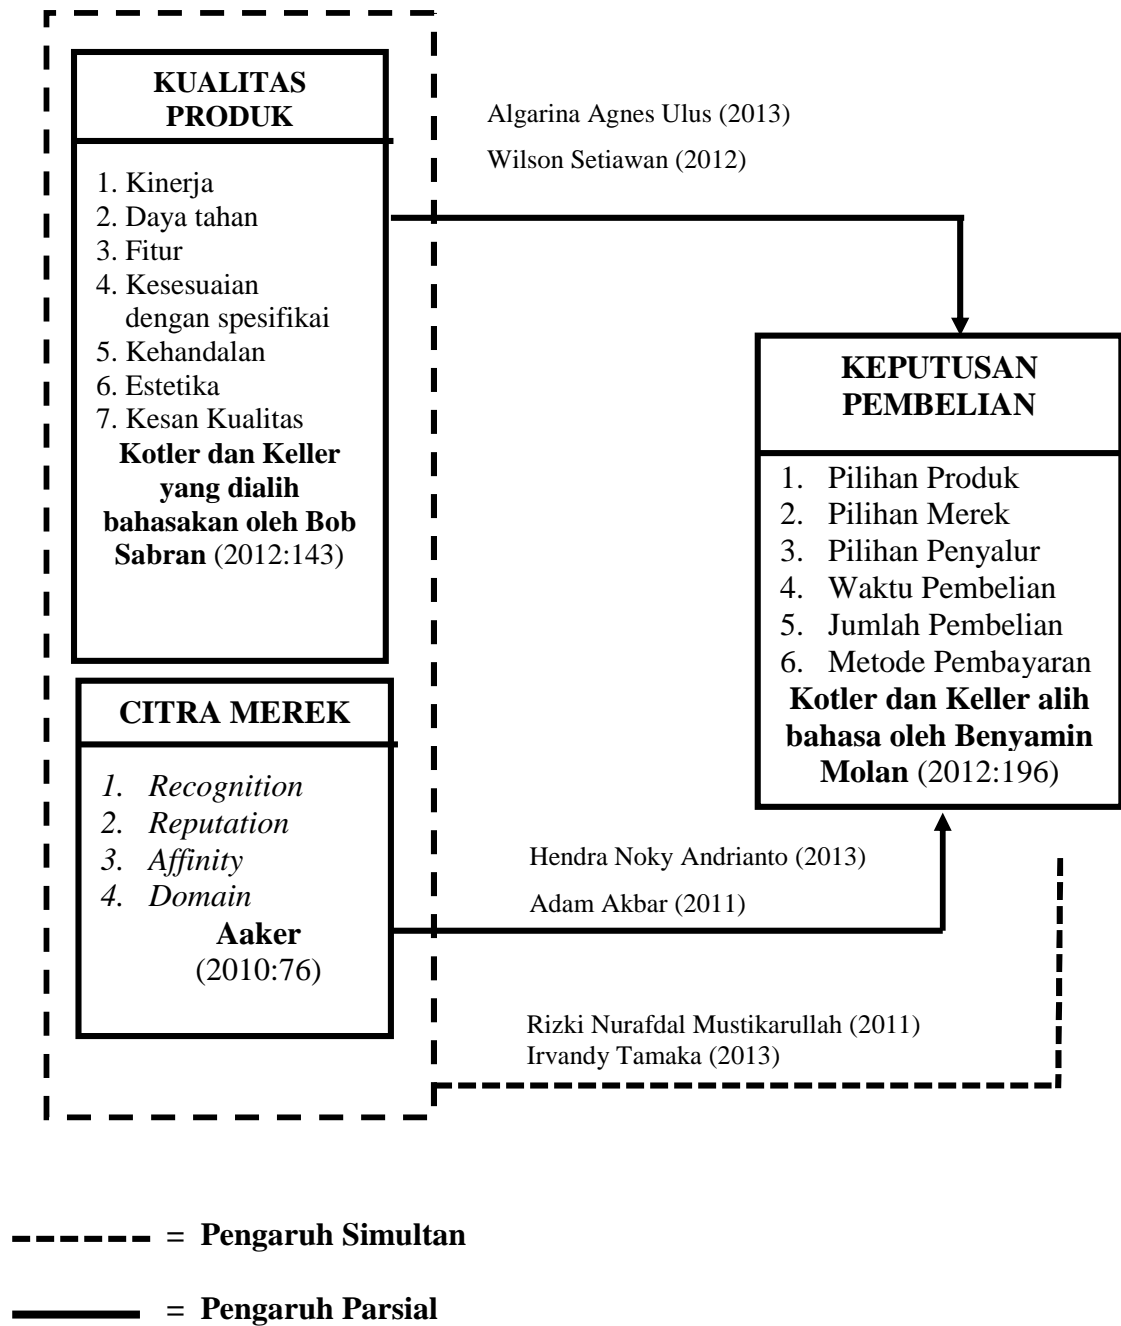 KUALITAS
PRODUK
1. Kinerja
2. Daya tahan
3. Fitur
4. Kesesuaian
dengan spesifikai
5. Kehandalan
6. Estetika
7. Kesan Kualitas
Kotler dan Keller
yang dialih
bahasakan oleh Bob
Sabran (2012:143)
Algarina Agnes Ulus (2013)
Wilson Setiawan (2012)
KEPUTUSAN
PEMBELIAN
1. Pilihan Produk
2. Pilihan Merek
3. Pilihan Penyalur
4. Waktu Pembelian
5. Jumlah Pembelian
6. Metode Pembayaran
Kotler dan Keller alih
bahasa oleh Benyamin
Molan (2012:196)
CITRA MEREK
1. Recognition
2. Reputation
3. Affinity
4. Domain
Aaker
(2010:76)
Hendra Noky Andrianto (2013)
Adam Akbar (2011)
Rizki Nurafdal Mustikarullah (2011)
Irvandy Tamaka (2013)
= Pengaruh Simultan
= Pengaruh Parsial